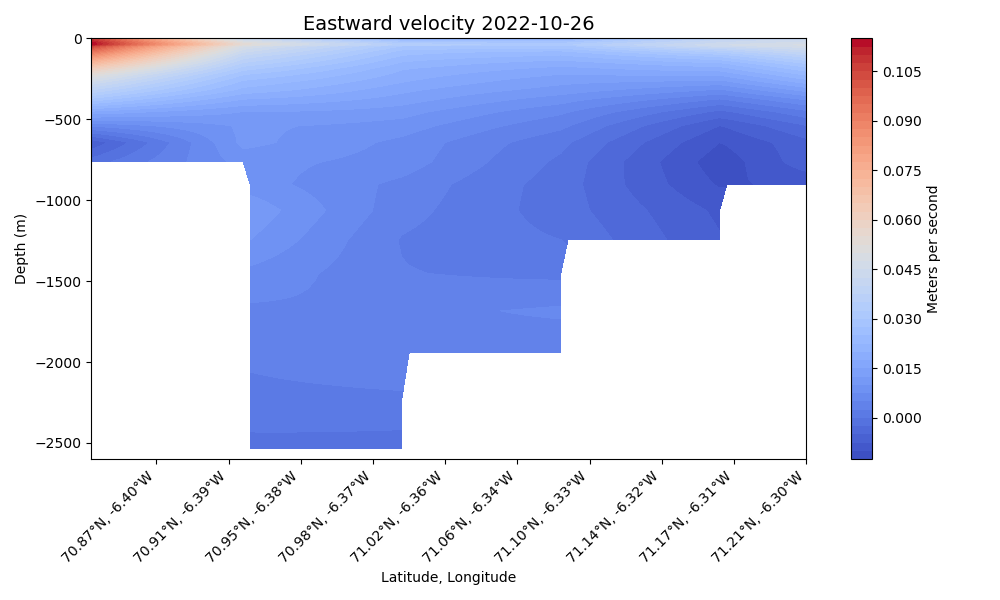 Eastward velocity 2022-10-26
0
−500
−1000
−1500
−2000
−2500
Depth (m)
70.87°N, -6.40°W
70.91°N, -6.39°W
70.95°N, -6.38°W
70.98°N, -6.37°W
71.02°N, -6.36°W
71.06°N, -6.34°W
71.10°N, -6.33°W
71.14°N, -6.32°W
71.17°N, -6.31°W
71.21°N, -6.30°W
Latitude, Longitude
0.105
0.090
0.075
0.060
0.045
0.030
0.015
0.000
Meters per second